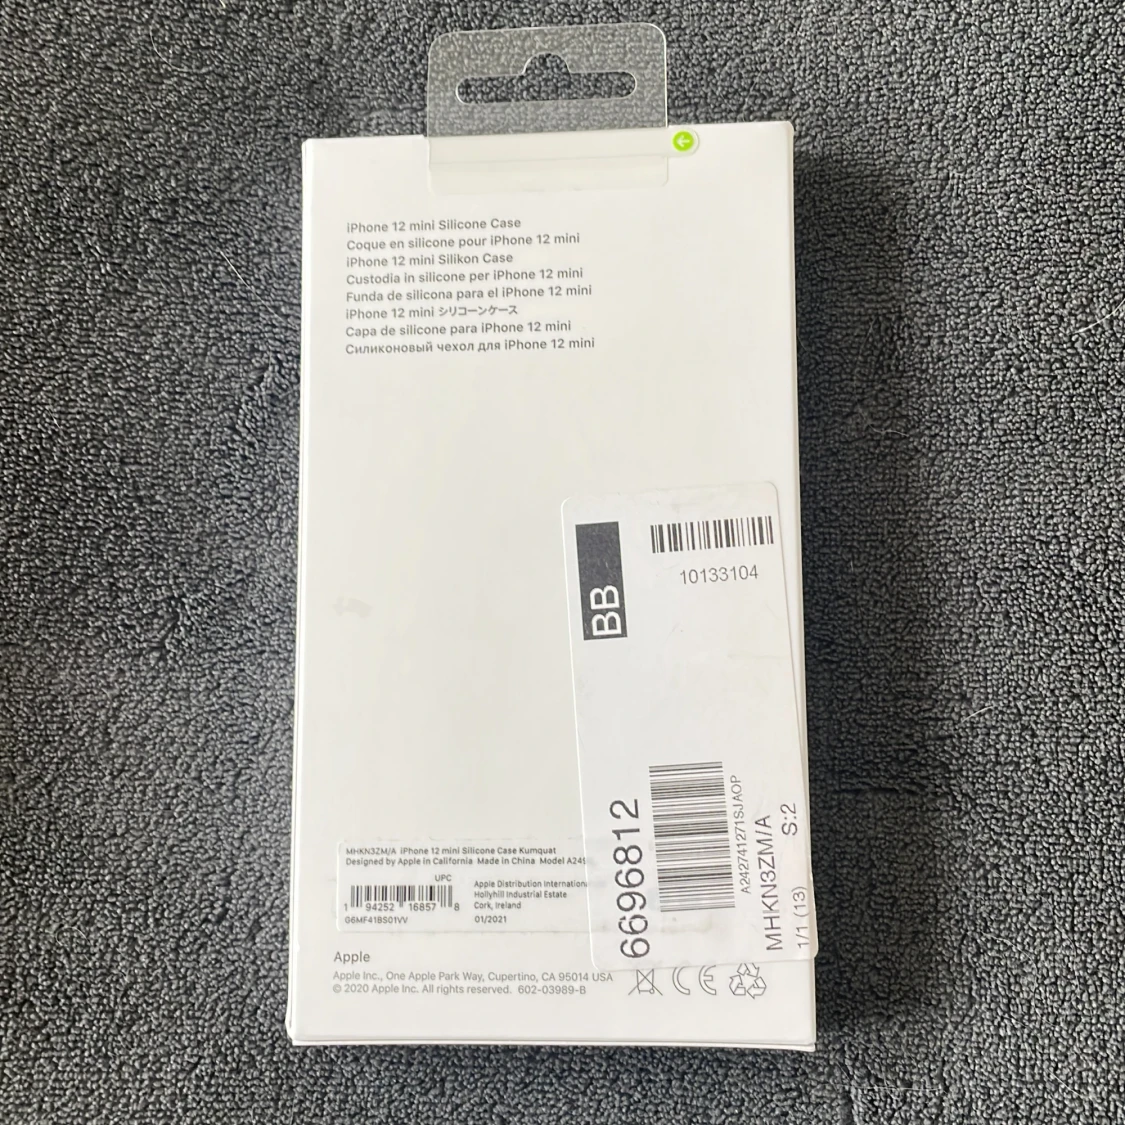 iPhone 12 mini Silicone Case
Coque en silicone pour iPhone 12 mini
iPhone 12 mini Silikon Case
Custodia in silicone per iPhone 12 mini
Funda de silicona para el iPhone 12 mini
iPhone 12 mini シリコーンケース
Capa de silicone para iPhone 12 mini
Силиконовый чехол для iPhone 12 mini
BB
10133104
6696812
A242741271SJAOP
MHKN3ZM/A
S:2
1/1 (13)
MHKN3ZM/A iPhone 12 mini Silicone Case Kumquat
Designed by Apple in California Made in China Model
UPC
1 94252 16857 8
G6MF41BS01VV
Apple Distribution
Hollyhill Industrial Estate
Cork, Ireland
01/2021
Apple
Apple Inc., One Apple Park Way, Cupertino, CA 95014 USA
© 2020 Apple Inc. All rights reserved. 602-03989-B
CE